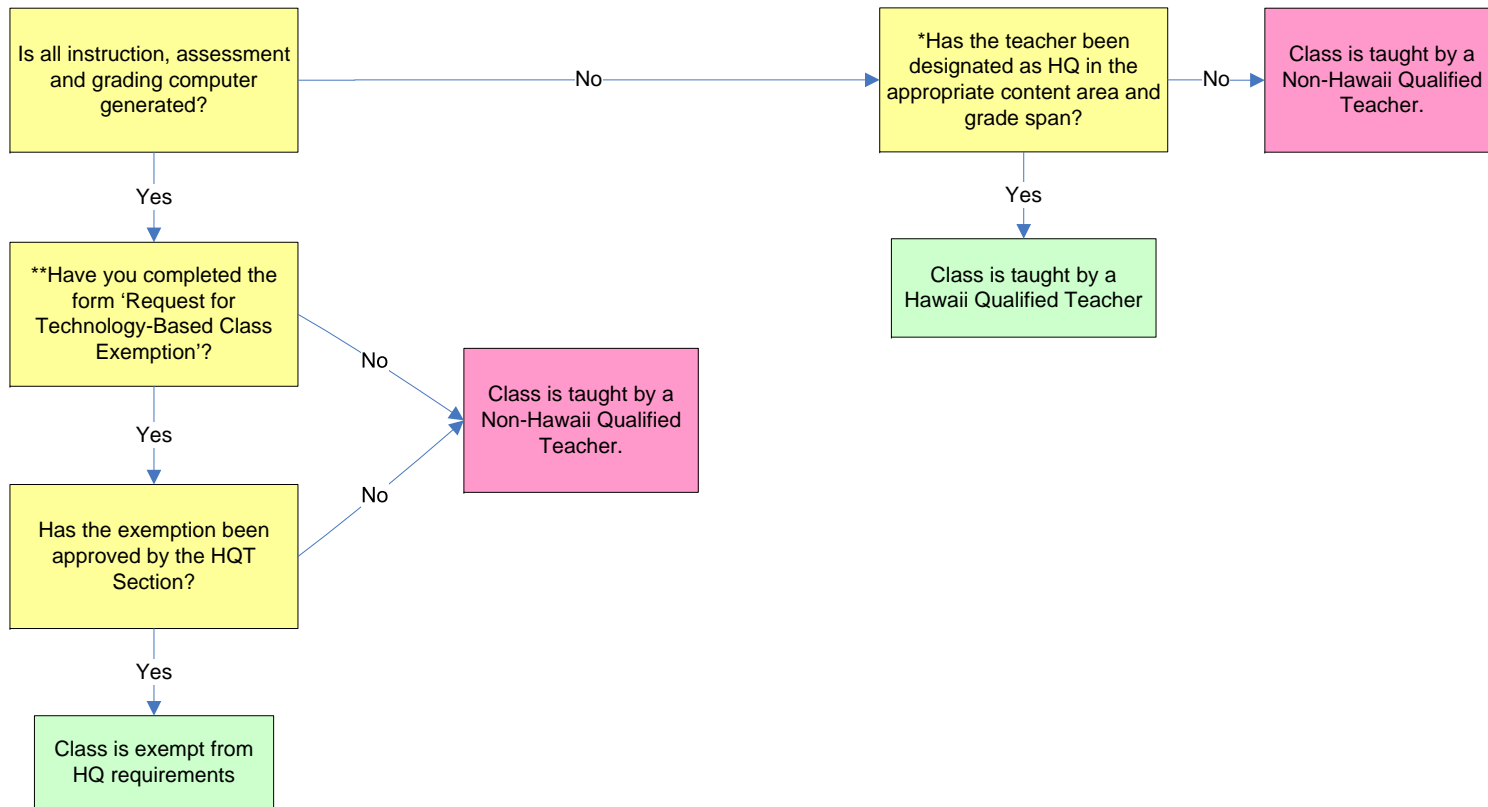 Is all instruction, assessment
and grading computer
generated?
No
*Has the teacher been
designated as HQ in the
appropriate content area and
grade span?
No
Class is taught by a
Non-Hawaii Qualified
Teacher.
Yes
Yes
Class is taught by a
Hawaii Qualified Teacher
**Have you completed the
form ‘Request for
Technology-Based Class
Exemption’?
No
Class is taught by a
Non-Hawaii Qualified
Teacher.
Yes
No
Has the exemption been
approved by the HQT
Section?
Yes
Class is exempt from
HQ requirements